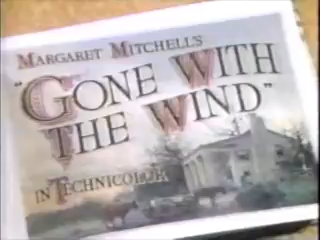 MARGARET MITCHELL'S
"GONE WITH
THE WIND"
IN TECHNICOLOR